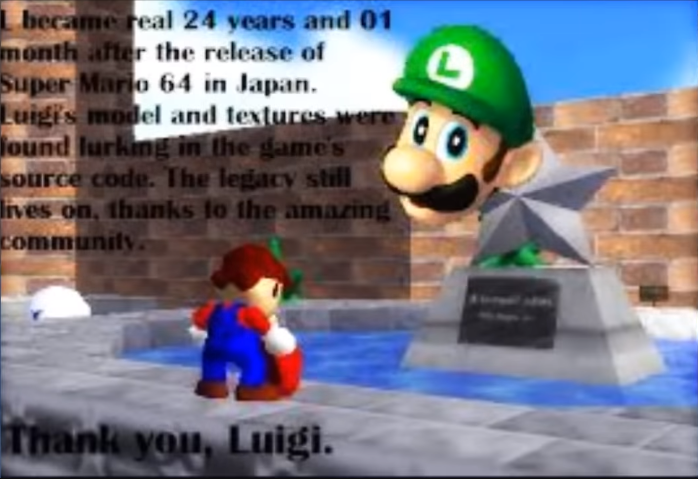 L became real 24 years and 01
month after the release of
Super Mario 64 in Japan.
Luigi's model and textures were
found lurking in the game's
source code. The legacy still
lives on, thanks to the amazing
community.
L
Thank you, Luigi.